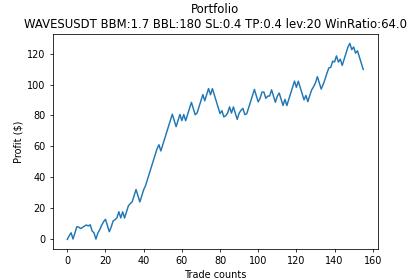 Portfolio
WAVESUSDT BBM:1.7 BBL:180 SL:0.4 TP:0.4 lev:20 WinRatio:64.0
120
100
80
60
40
20
0
Profit ($)
0 20 40 60 80 100 120 140 160
Trade counts